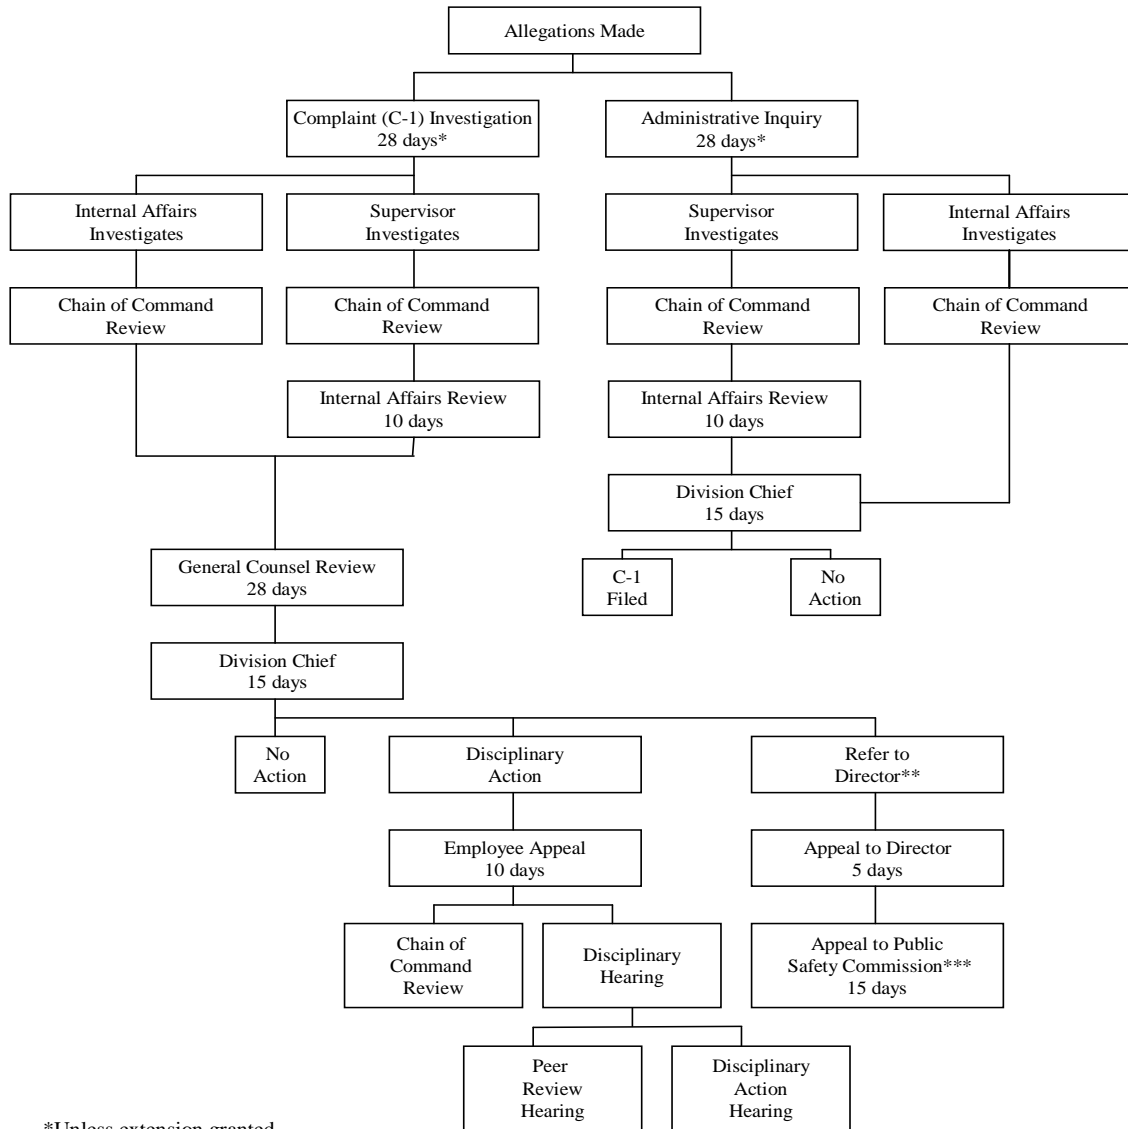 Allegations Made
Complaint (C-1) Investigation
28 days*
Administrative Inquiry
28 days*
Internal Affairs
Investigates
Supervisor
Investigates
Supervisor
Investigates
Internal Affairs
Investigates
Chain of Command
Review
Chain of Command
Review
Chain of Command
Review
Chain of Command
Review
Internal Affairs Review
10 days
Internal Affairs Review
10 days
Division Chief
15 days
General Counsel Review
28 days
C-1
Filed
No
Action
Division Chief
15 days
No
Action
Disciplinary
Action
Refer to
Director**
Employee Appeal
10 days
Appeal to Director
5 days
Chain of
Command
Review
Disciplinary
Hearing
Appeal to Public
Safety Commission***
15 days
Peer
Review
Hearing
Disciplinary
Action
Hearing
*Unless extension granted